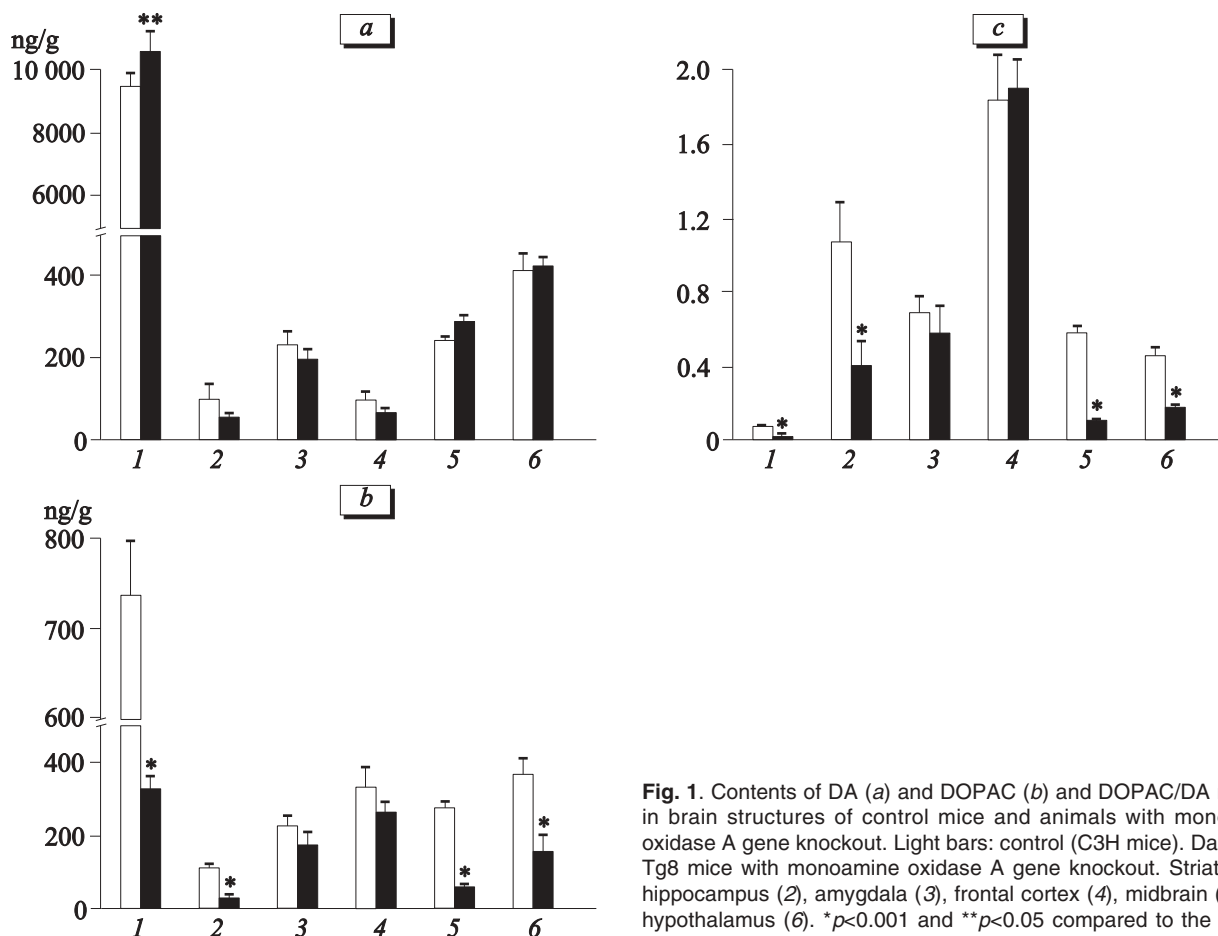 a
ng/g
**
10 000
8000
6000
400
200
0
1 2 3 4 5 6
c
2.0
1.6
1.2
0.8
0.4
0
* * * *
1 2 3 4 5 6
b
ng/g
800
700
600
400
200
0
* * * *
1 2 3 4 5 6
Fig. 1. Contents of DA (a) and DOPAC (b) and DOPAC/DA
in brain structures of control mice and animals with mono
oxidase A gene knockout. Light bars: control (C3H mice). Da
Tg8 mice with monoamine oxidase A gene knockout. Striat
hippocampus (2), amygdala (3), frontal cortex (4), midbrain (
hypothalamus (6). *p<0.001 and **p<0.05 compared to the